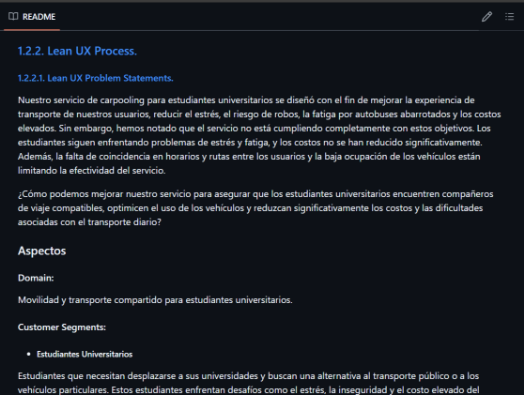 README
1.2.2. Lean UX Process.
1.2.2.1. Lean UX Problem Statements.
Nuestro servicio de carpooling para estudiantes universitarios se diseñó con el fin de mejorar la experiencia de
transporte de nuestros usuarios, reducir el estrés, el riesgo de robos, la fatiga por autobuses abarrotados y los costos
elevados. Sin embargo, hemos notado que el servicio no está cumpliendo completamente con estos objetivos. Los
estudiantes siguen enfrentando problemas de estrés y fatiga, y los costos no se han reducido significativamente.
Además, la falta de coincidencia en horarios y rutas entre los usuarios y la baja ocupación de los vehículos están
limitando la efectividad del servicio.
¿Cómo podemos mejorar nuestro servicio para asegurar que los estudiantes universitarios encuentren compañeros
de viaje compatibles, optimicen el uso de los vehículos y reduzcan significativamente los costos y las dificultades
asociadas con el transporte diario?
Aspectos
Domain:
Movilidad y transporte compartido para estudiantes universitarios.
Customer Segments:
• Estudiantes Universitarios
Estudiantes que necesitan desplazarse a sus universidades y buscan una alternativa al transporte público o a los
vehículos particulares. Estos estudiantes enfrentan desafíos como el estrés, la inseguridad y el costo elevado del